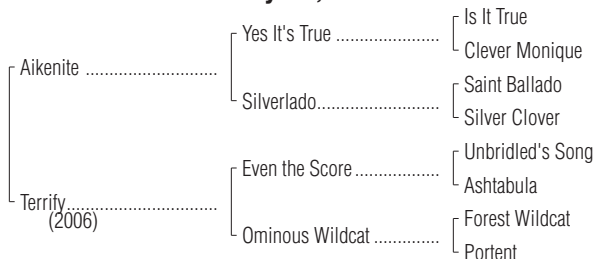 Is It True
Yes It's True ....................
Clever Monique
Aikenite .........................
Saint Ballado
Silverlado........................
Silver Clover
Unbridled's Song
Even the Score ................
Ashtabula
Terrify.............................
(2006)
Forest Wildcat
Ominous Wildcat .............
Portent